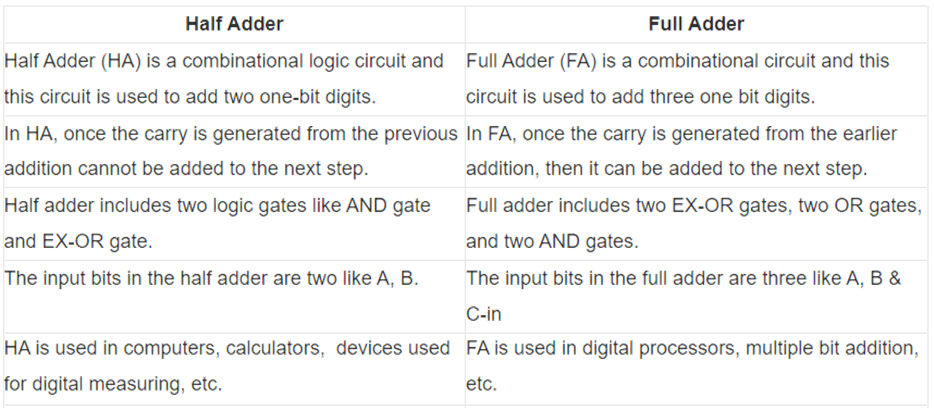 Half Adder
Full Adder
Half Adder (HA) is a combinational logic circuit and
this circuit is used to add two one-bit digits.
Full Adder (FA) is a combinational circuit and this
circuit is used to add three one bit digits.
In HA, once the carry is generated from the previous
addition cannot be added to the next step.
In FA, once the carry is generated from the earlier
addition, then it can be added to the next step.
Half adder includes two logic gates like AND gate
and EX-OR gate.
Full adder includes two EX-OR gates, two OR gates,
and two AND gates.
The input bits in the half adder are two like A, B.
The input bits in the full adder are three like A, B &
C-in
HA is used in computers, calculators,  devices used
for digital measuring, etc.
FA is used in digital processors, multiple bit addition,
etc.